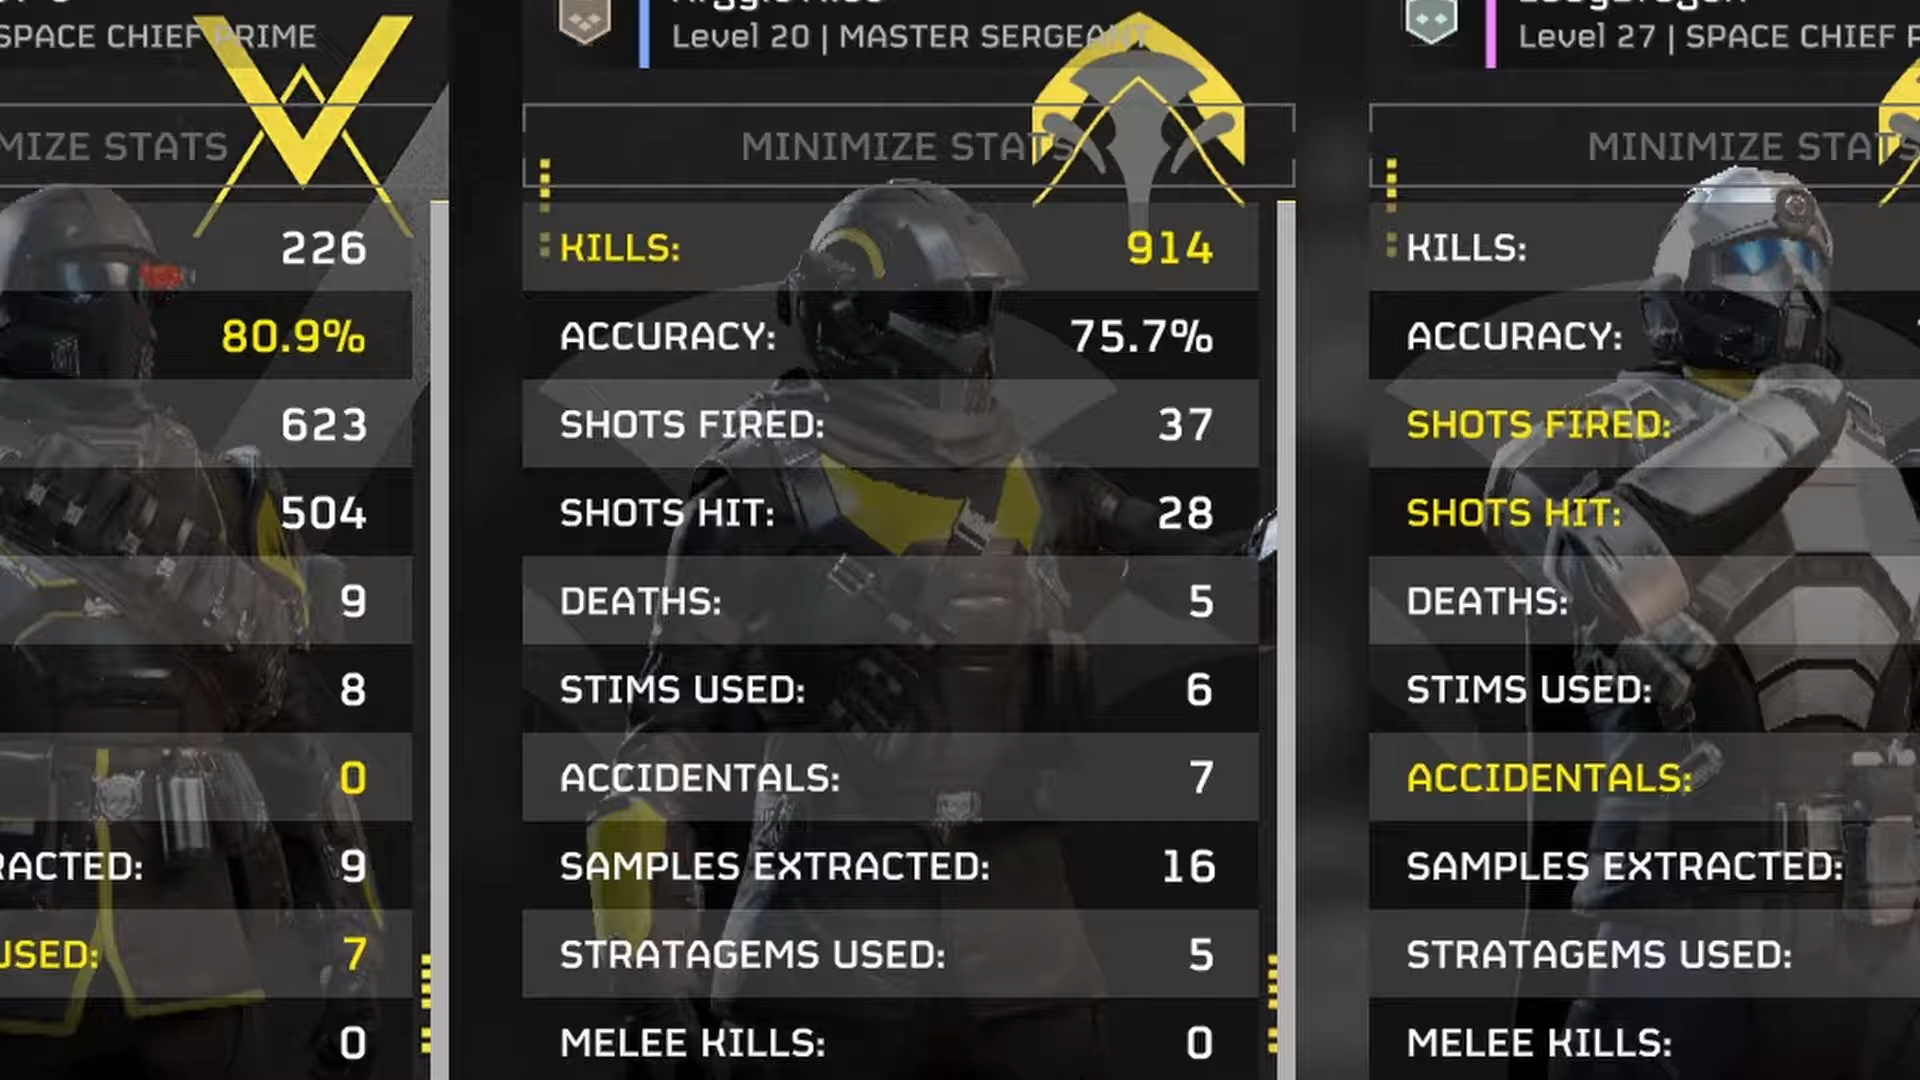 SPACE CHIEF PRIME
MIZE STATS
226
80.9%
623
504
9
8
0
RACTED: 9
USED: 7
0
Level 20 | MASTER SERGEANT
MINIMIZE STATS
KILLS: 914
ACCURACY: 75.7%
SHOTS FIRED: 37
SHOTS HIT: 28
DEATHS: 5
STIMS USED: 6
ACCIDENTALS: 7
SAMPLES EXTRACTED: 16
STRATAGEMS USED: 5
MELEE KILLS: 0
Level 27 | SPACE CHIEF P
MINIMIZE STATS
KILLS:
ACCURACY:
SHOTS FIRED:
SHOTS HIT:
DEATHS:
STIMS USED:
ACCIDENTALS:
SAMPLES EXTRACTED:
STRATAGEMS USED:
MELEE KILLS: